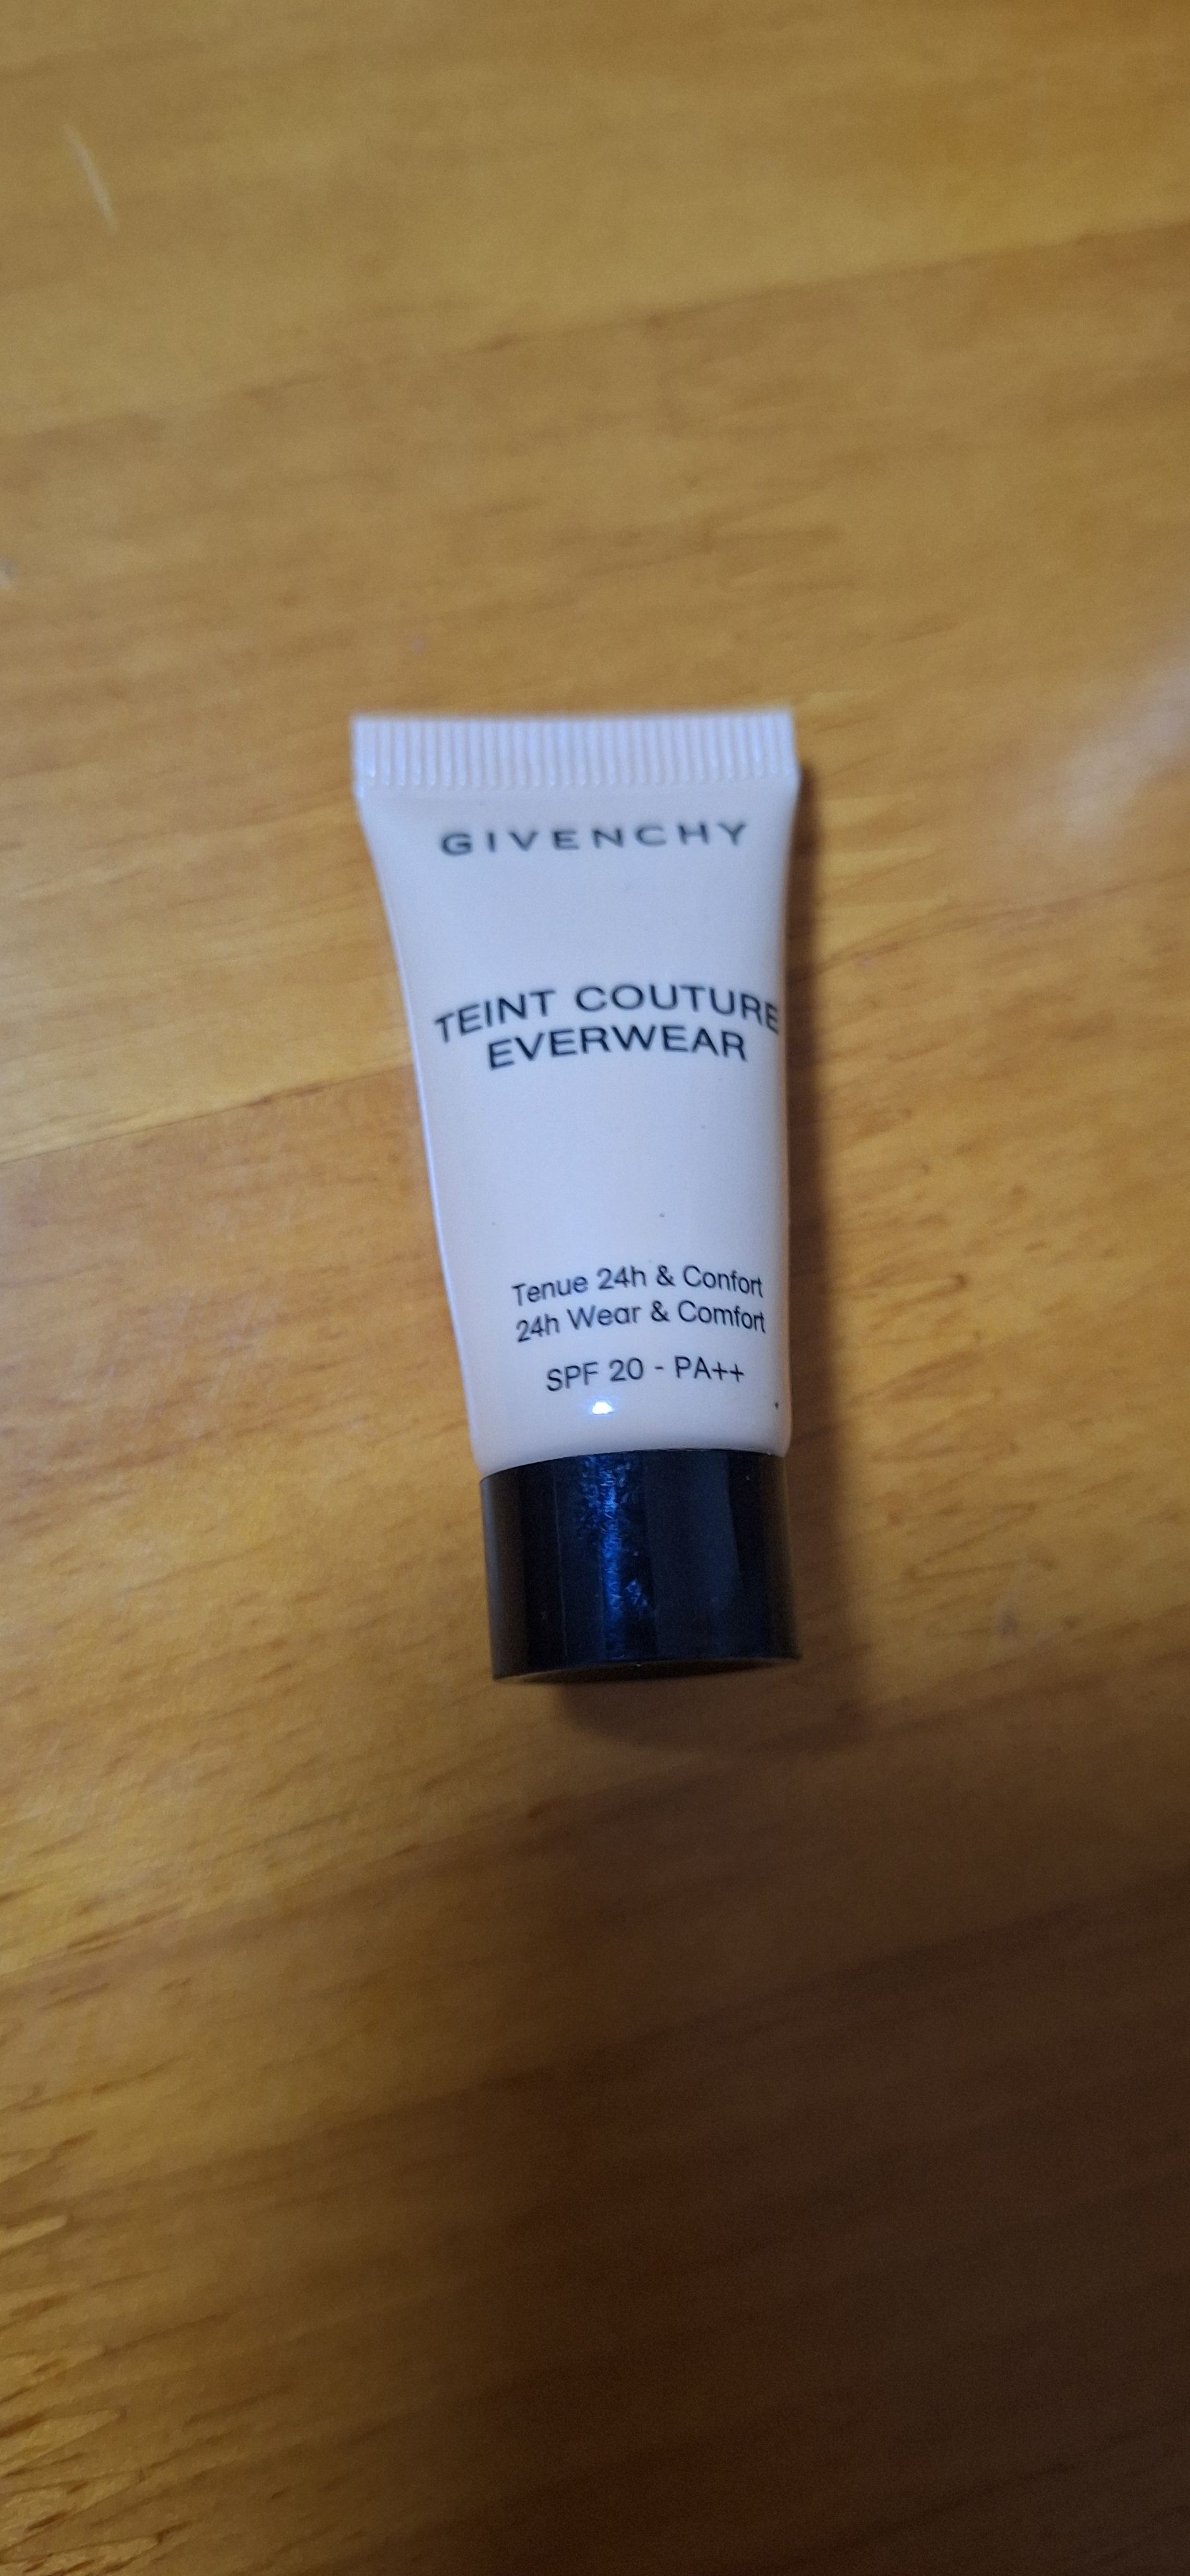 GIVENCHY
TEINT COUTURE
EVERWEAR
Tenue 24h & Confort
24h Wear & Comfort
SPF 20 - PA++